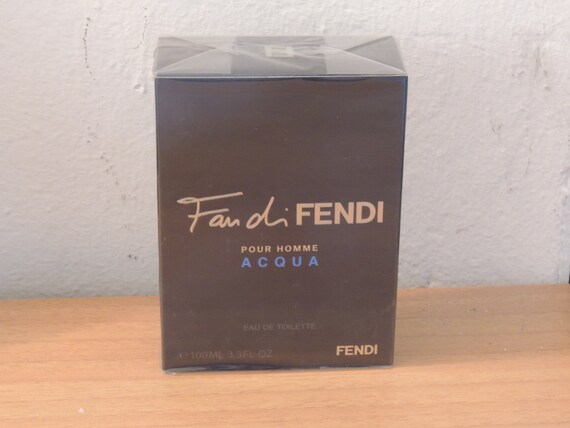 Fan di FENDI
POUR HOMME
ACQUA
EAU DE TOILETTE
100ML 3.3FL.OZ.
FENDI